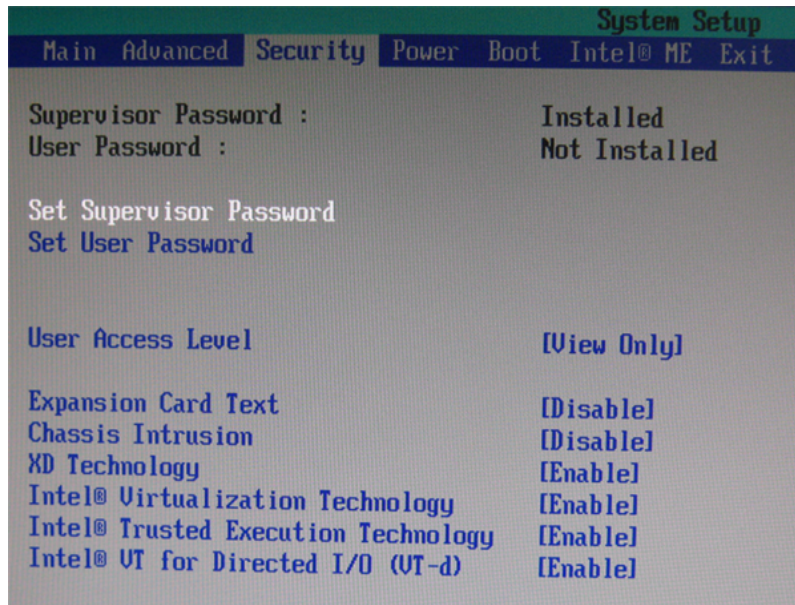 System Setup
Main Advanced Security Power Boot Intel® ME Exit
Supervisor Password : Installed
User Password : Not Installed
Set Supervisor Password
Set User Password
User Access Level [View Only]
Expansion Card Text [Disable]
Chassis Intrusion [Disable]
XD Technology [Enable]
Intel® Virtualization Technology [Enable]
Intel® Trusted Execution Technology [Enable]
Intel® VT for Directed I/O (VT-d) [Enable]